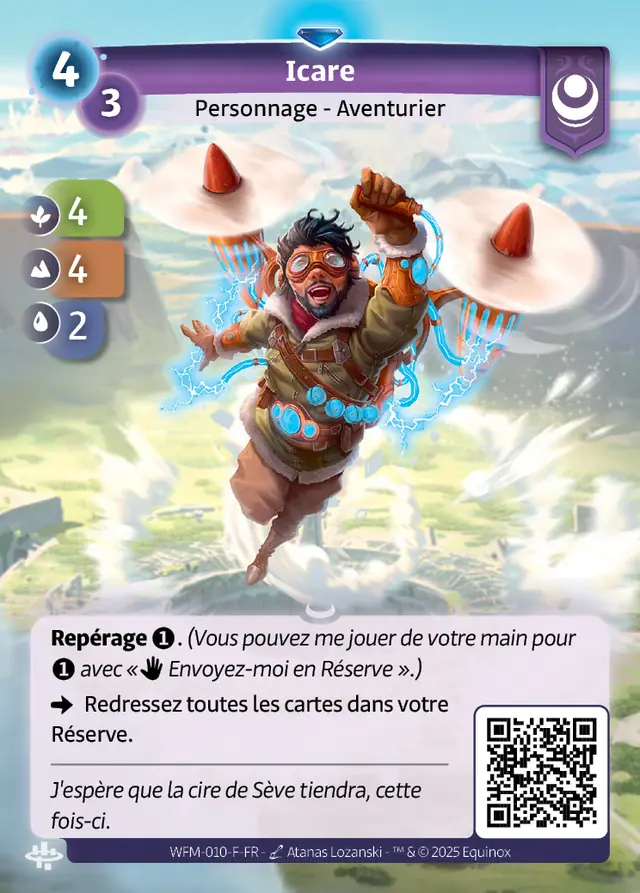 4
Icare
3
Personnage - Aventurier
4
4
2
Repérage 1. (Vous pouvez me jouer de votre main pour
1 avec « Envoyez-moi en Réserve ».)
Redressez toutes les cartes dans votre
Réserve.
J'espère que la cire de Sève tiendra, cette
fois-ci.
WFM-010-F-FR - Atanas Lozanski - ™ & © 2025 Equinox